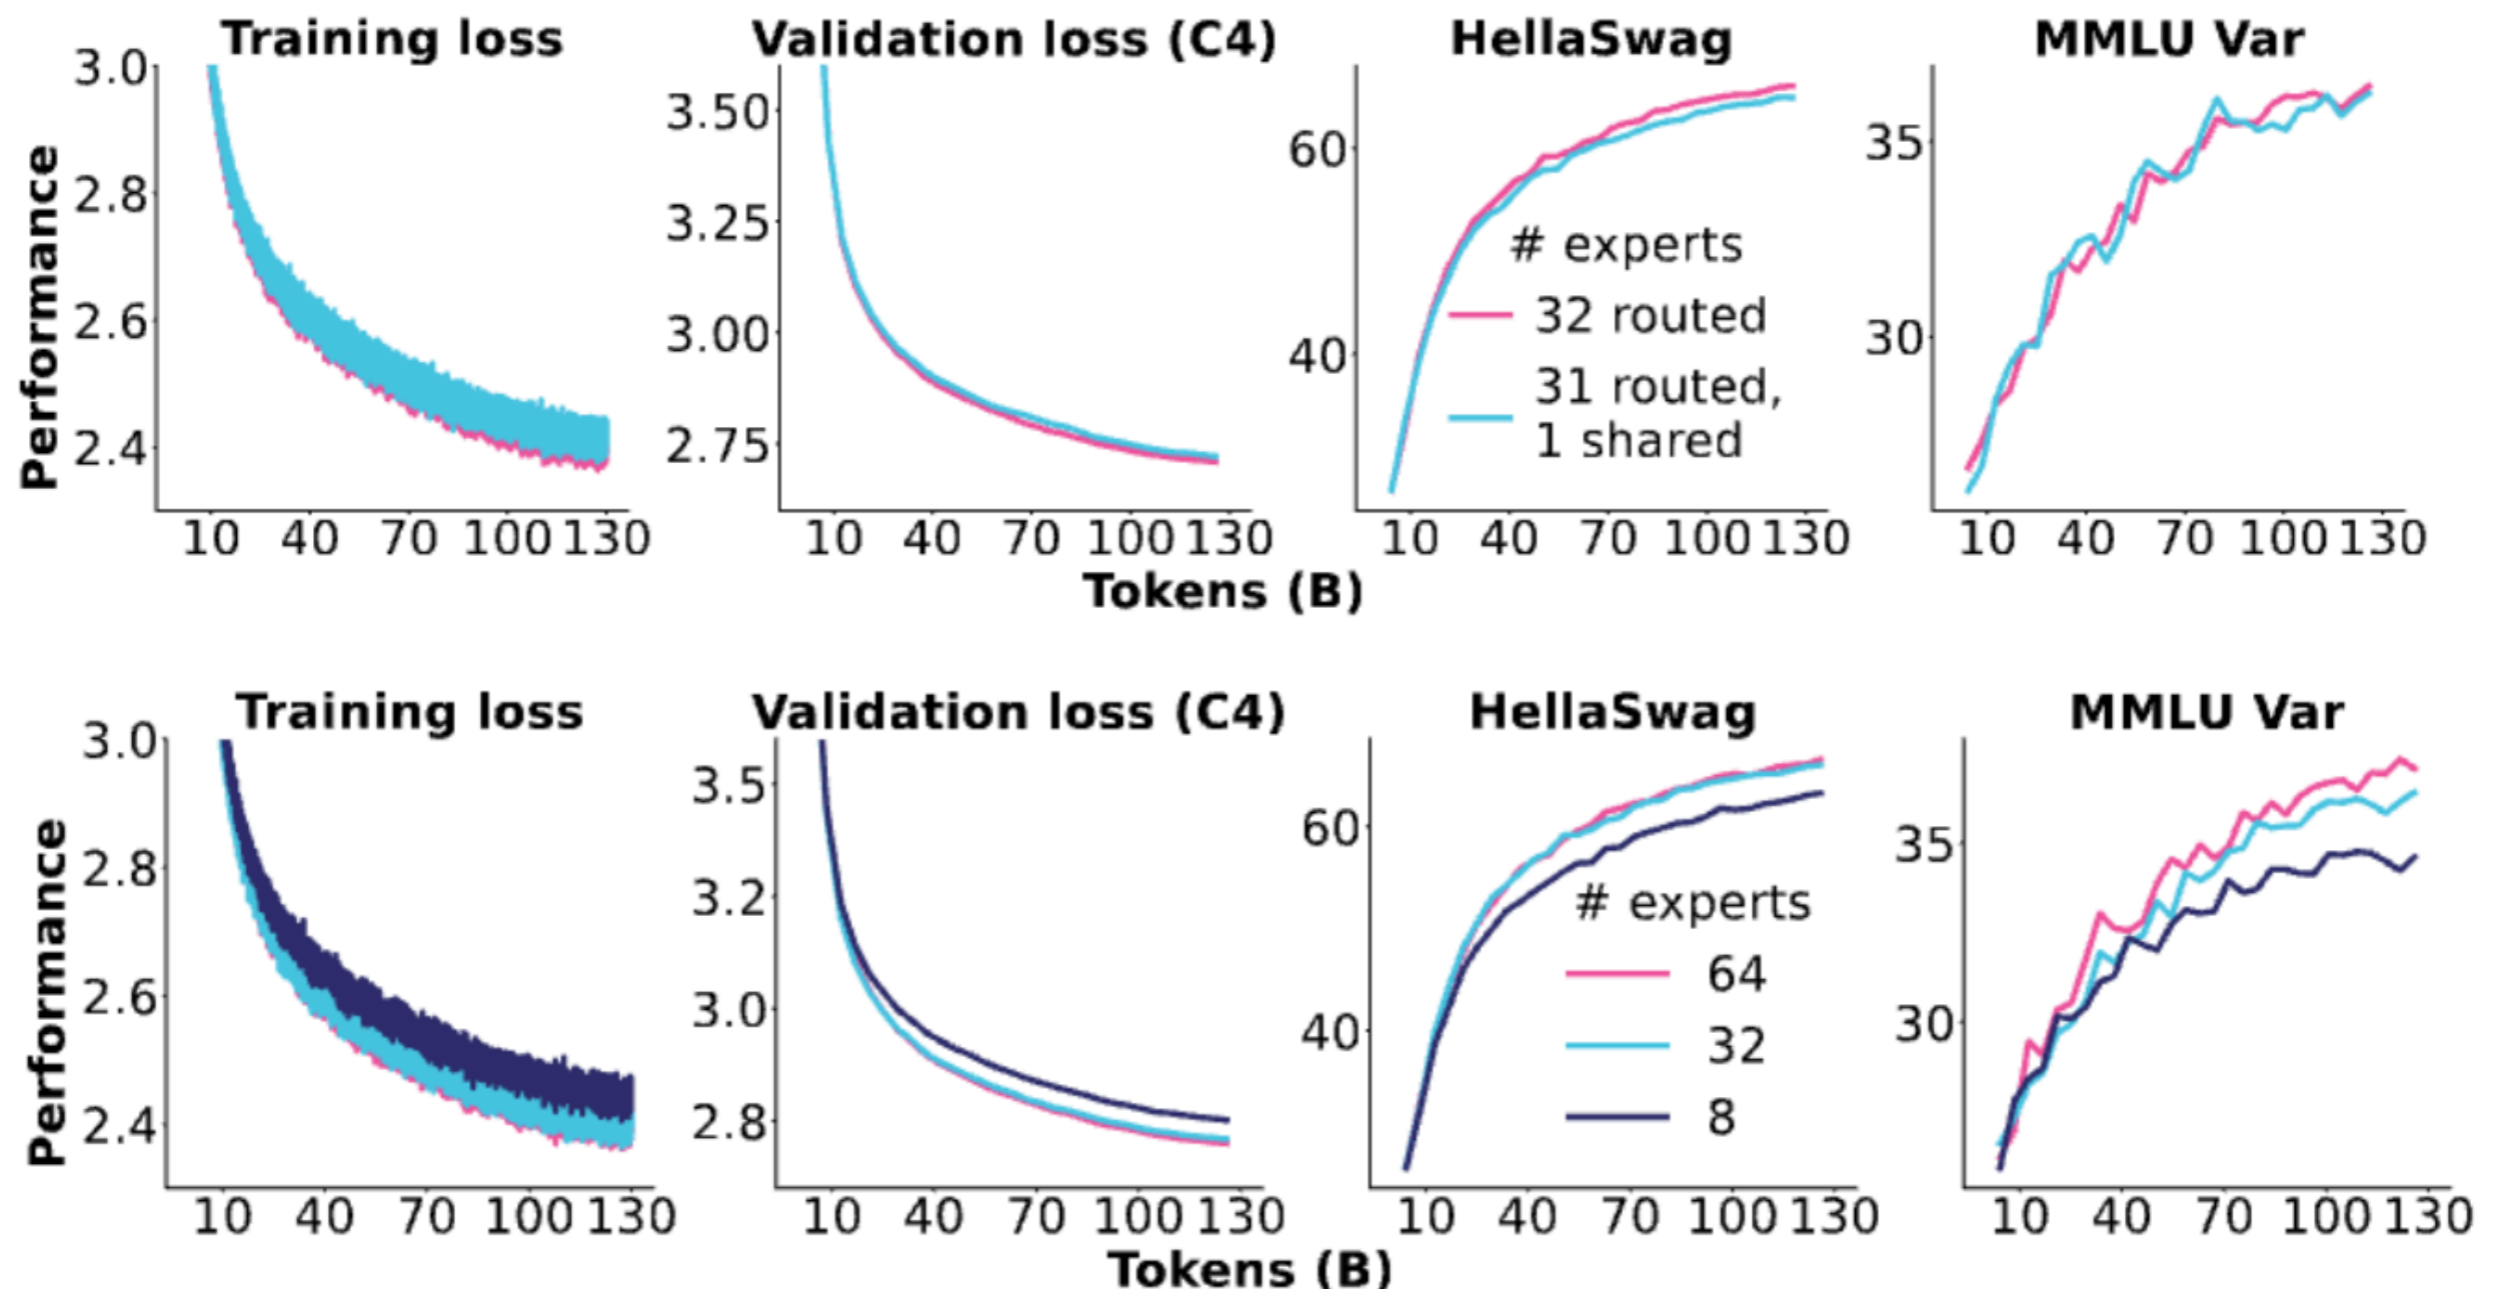 Training loss
Validation loss (C4)
HellaSwag
MMLU Var
Performance
3.0
2.8
2.6
2.4
10 40 70 100 130
3.50
3.25
3.00
2.75
10 40 70 100 130
60
40
# experts
32 routed
31 routed,
1 shared
10 40 70 100 130
35
30
10 40 70 100 130
Tokens (B)
Training loss
Validation loss (C4)
HellaSwag
MMLU Var
Performance
3.0
2.8
2.6
2.4
10 40 70 100 130
3.5
3.2
3.0
2.8
10 40 70 100 130
60
40
# experts
64
32
8
10 40 70 100 130
35
30
10 40 70 100 130
Tokens (B)